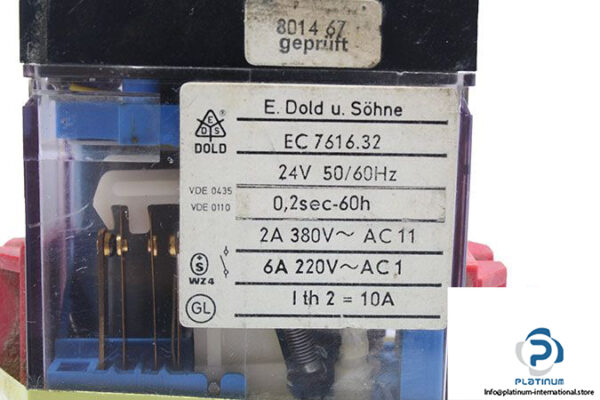 8014 67
geprüft
E. Dold u. Söhne
E
D S
DOLD
EC 7616.32
24V 50/60Hz
VDE 0435
VDE 0110
0,2sec-60h
2A 380V~ AC 11
S
WZ4
6A 220V~AC 1
GL
I th 2 = 10A
PLATINUM
Info@platinum-international.store